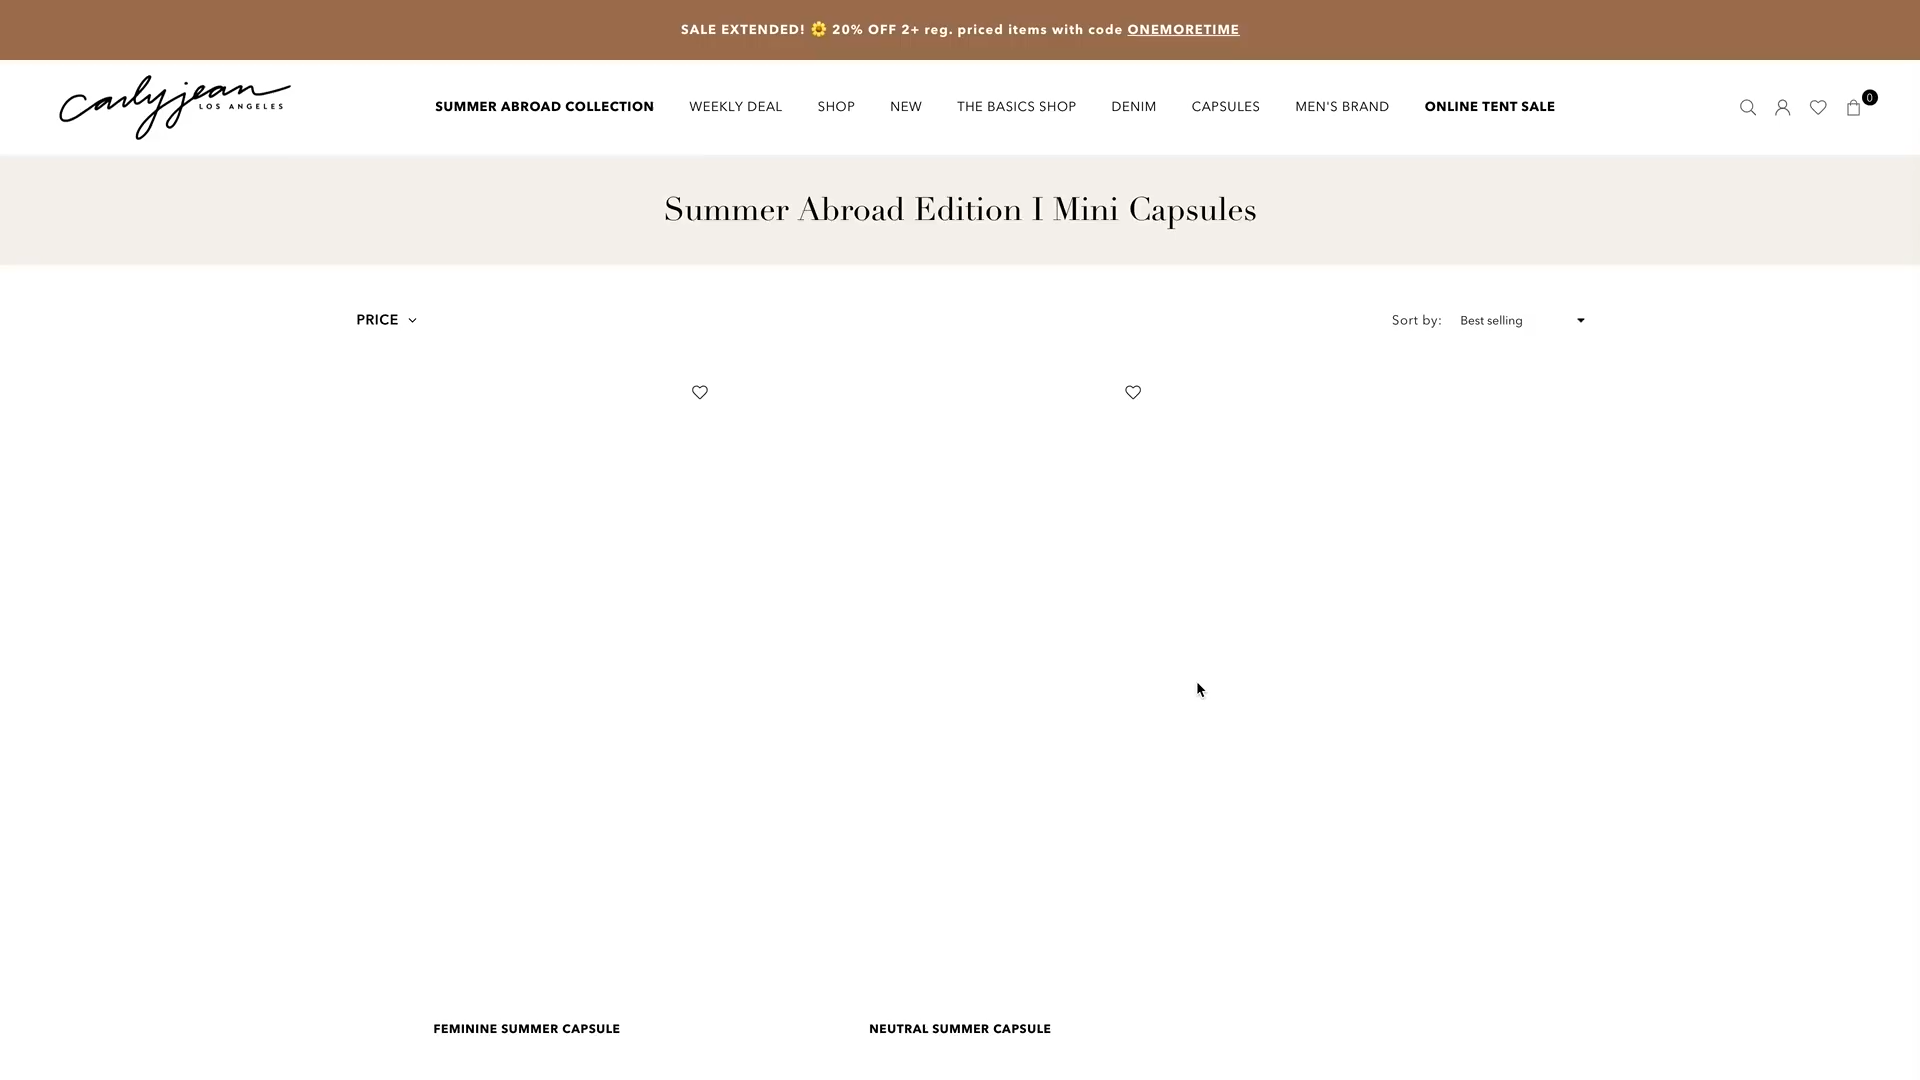 SALE EXTENDED! 🌼 20% OFF 2+ reg. priced items with code ONEMORETIME
carlyjean
LOS ANGELES
SUMMER ABROAD COLLECTION WEEKLY DEAL SHOP NEW THE BASICS SHOP DENIM CAPSULES MEN'S BRAND ONLINE TENT SALE
0
Summer Abroad Edition I Mini Capsules
PRICE
Sort by: Best selling
FEMININE SUMMER CAPSULE
NEUTRAL SUMMER CAPSULE